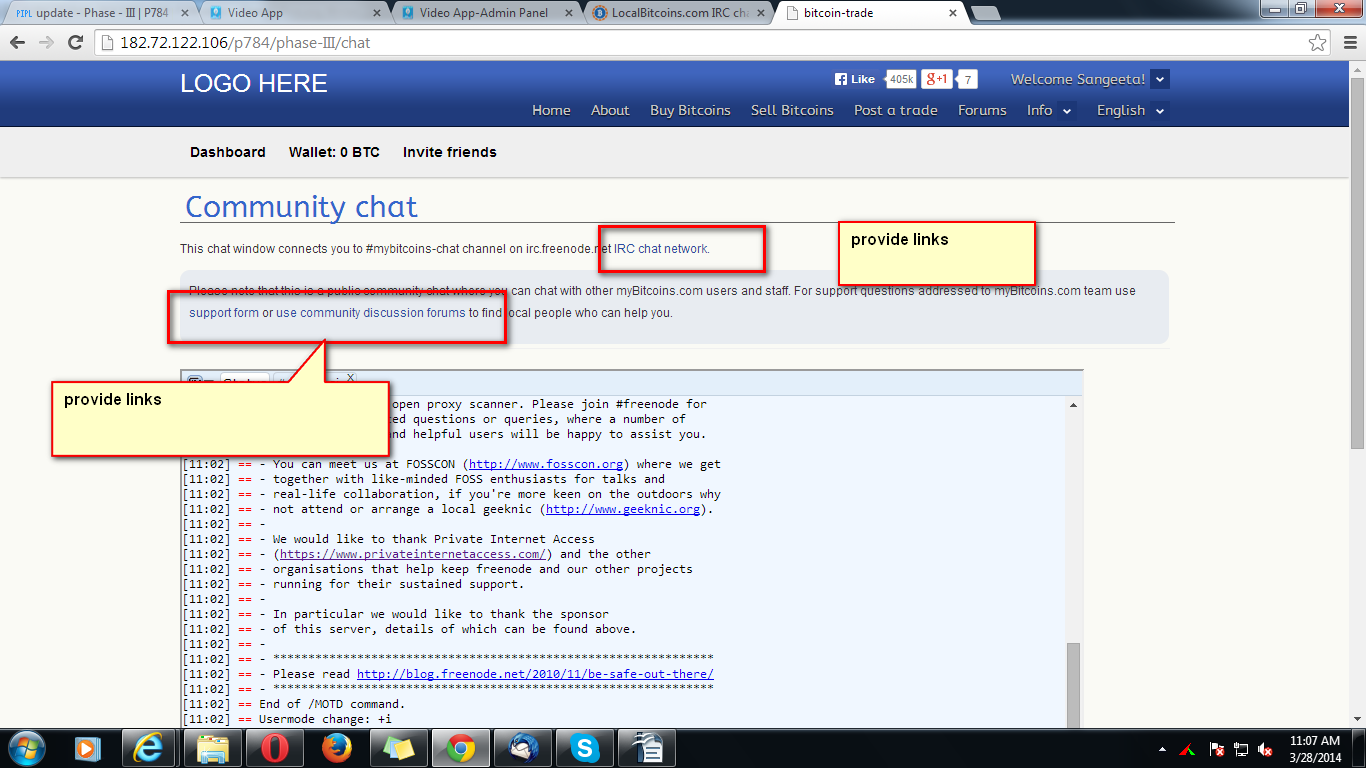 PIPL update - Phase - III | P784
Video App
Video App-Admin Panel
LocalBitcoins.com IRC cha
bitcoin-trade
182.72.122.106/p784/phase-III/chat
LOGO HERE
Like 405k g+1 7 Welcome Sangeeta!
Home About Buy Bitcoins Sell Bitcoins Post a trade Forums Info English
Dashboard Wallet: 0 BTC Invite friends
Community chat
This chat window connects you to #mybitcoins-chat channel on irc.freenode.net IRC chat network.
provide links
Please note that this is a public community chat where you can chat with other myBitcoins.com users and staff. For support questions addressed to myBitcoins.com team use
support form or use community discussion forums to find local people who can help you.
provide links
open proxy scanner. Please join #freenode for
questions or queries, where a number of
and helpful users will be happy to assist you.
[11:02] == - You can meet us at FOSSCON (http://www.fosscon.org) where we get
[11:02] == - together with like-minded FOSS enthusiasts for talks and
[11:02] == - real-life collaboration, if you're more keen on the outdoors why
[11:02] == - not attend or arrange a local geeknic (http://www.geeknic.org).
[11:02] == -
[11:02] == - We would like to thank Private Internet Access
[11:02] == - (https://www.privateinternetaccess.com/) and the other
[11:02] == - organisations that help keep freenode and our other projects
[11:02] == - running for their sustained support.
[11:02] == -
[11:02] == - In particular we would like to thank the sponsor
[11:02] == - of this server, details of which can be found above.
[11:02] == -
[11:02] == - *************************************************************
[11:02] == - Please read http://blog.freenode.net/2010/11/be-safe-out-there/
[11:02] == - *************************************************************
[11:02] == End of /MOTD command.
[11:02] == Usermode change: +i
11:07 AM
3/28/2014